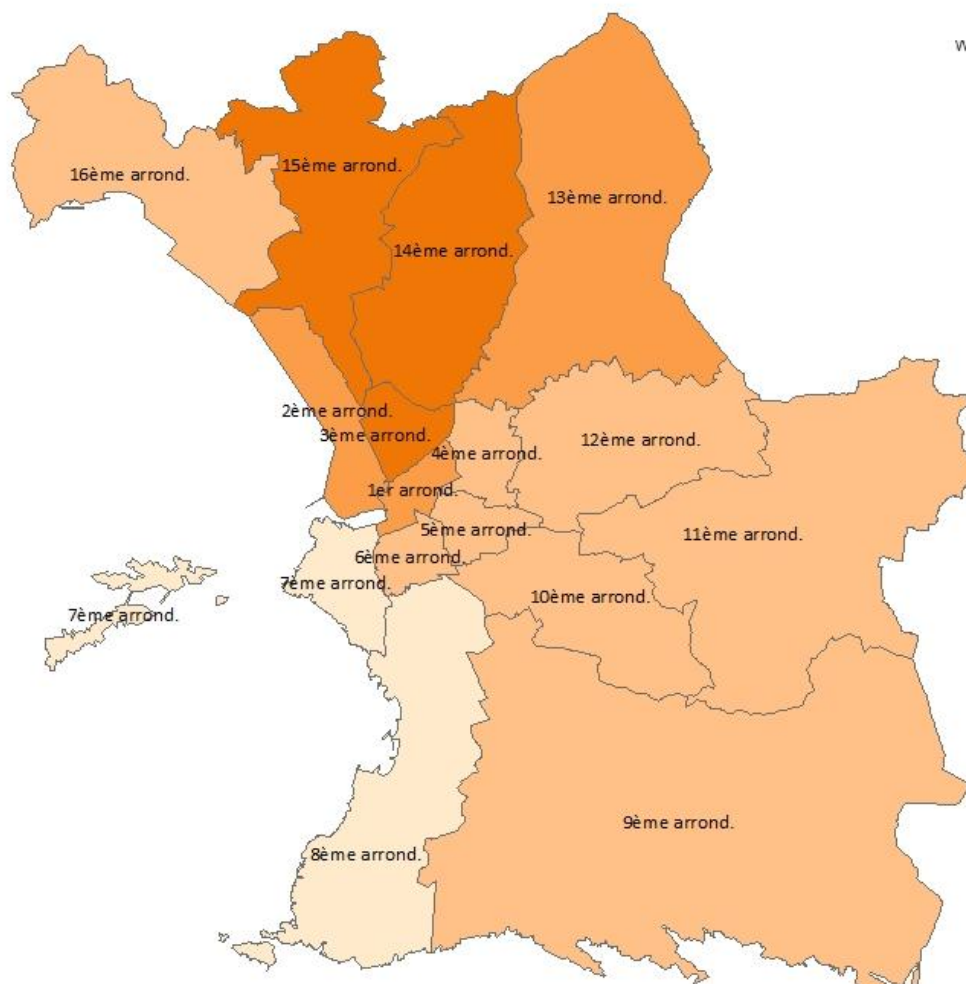 W
16ème arrond.
15ème arrond.
13ème arrond.
14ème arrond.
2ème arrond.
3ème arrond.
4ème arrond.
12ème arrond.
1er arrond.
5ème arrond.
11ème arrond.
6ème arrond.
7ème arrond.
10ème arrond.
7ème arrond.
9ème arrond.
8ème arrond.